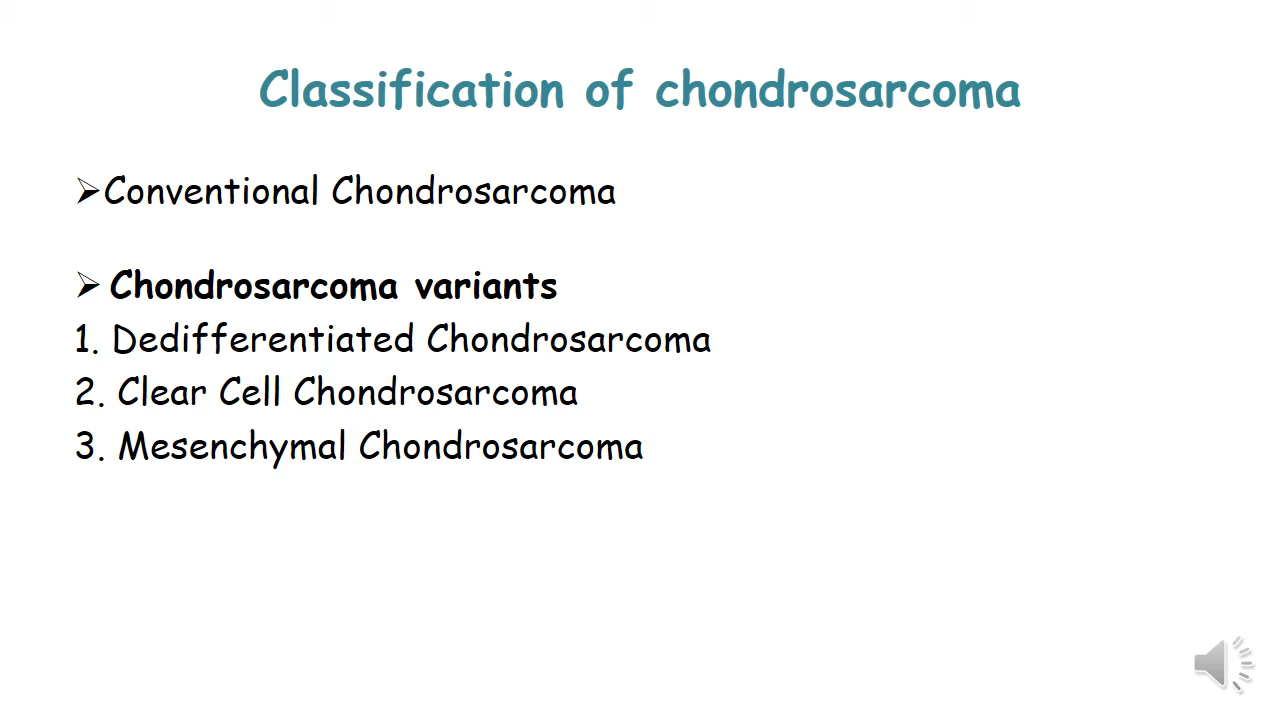 Classification of chondrosarcoma
➢Conventional Chondrosarcoma
➢ Chondrosarcoma variants
1. Dedifferentiated Chondrosarcoma
2. Clear Cell Chondrosarcoma
3. Mesenchymal Chondrosarcoma